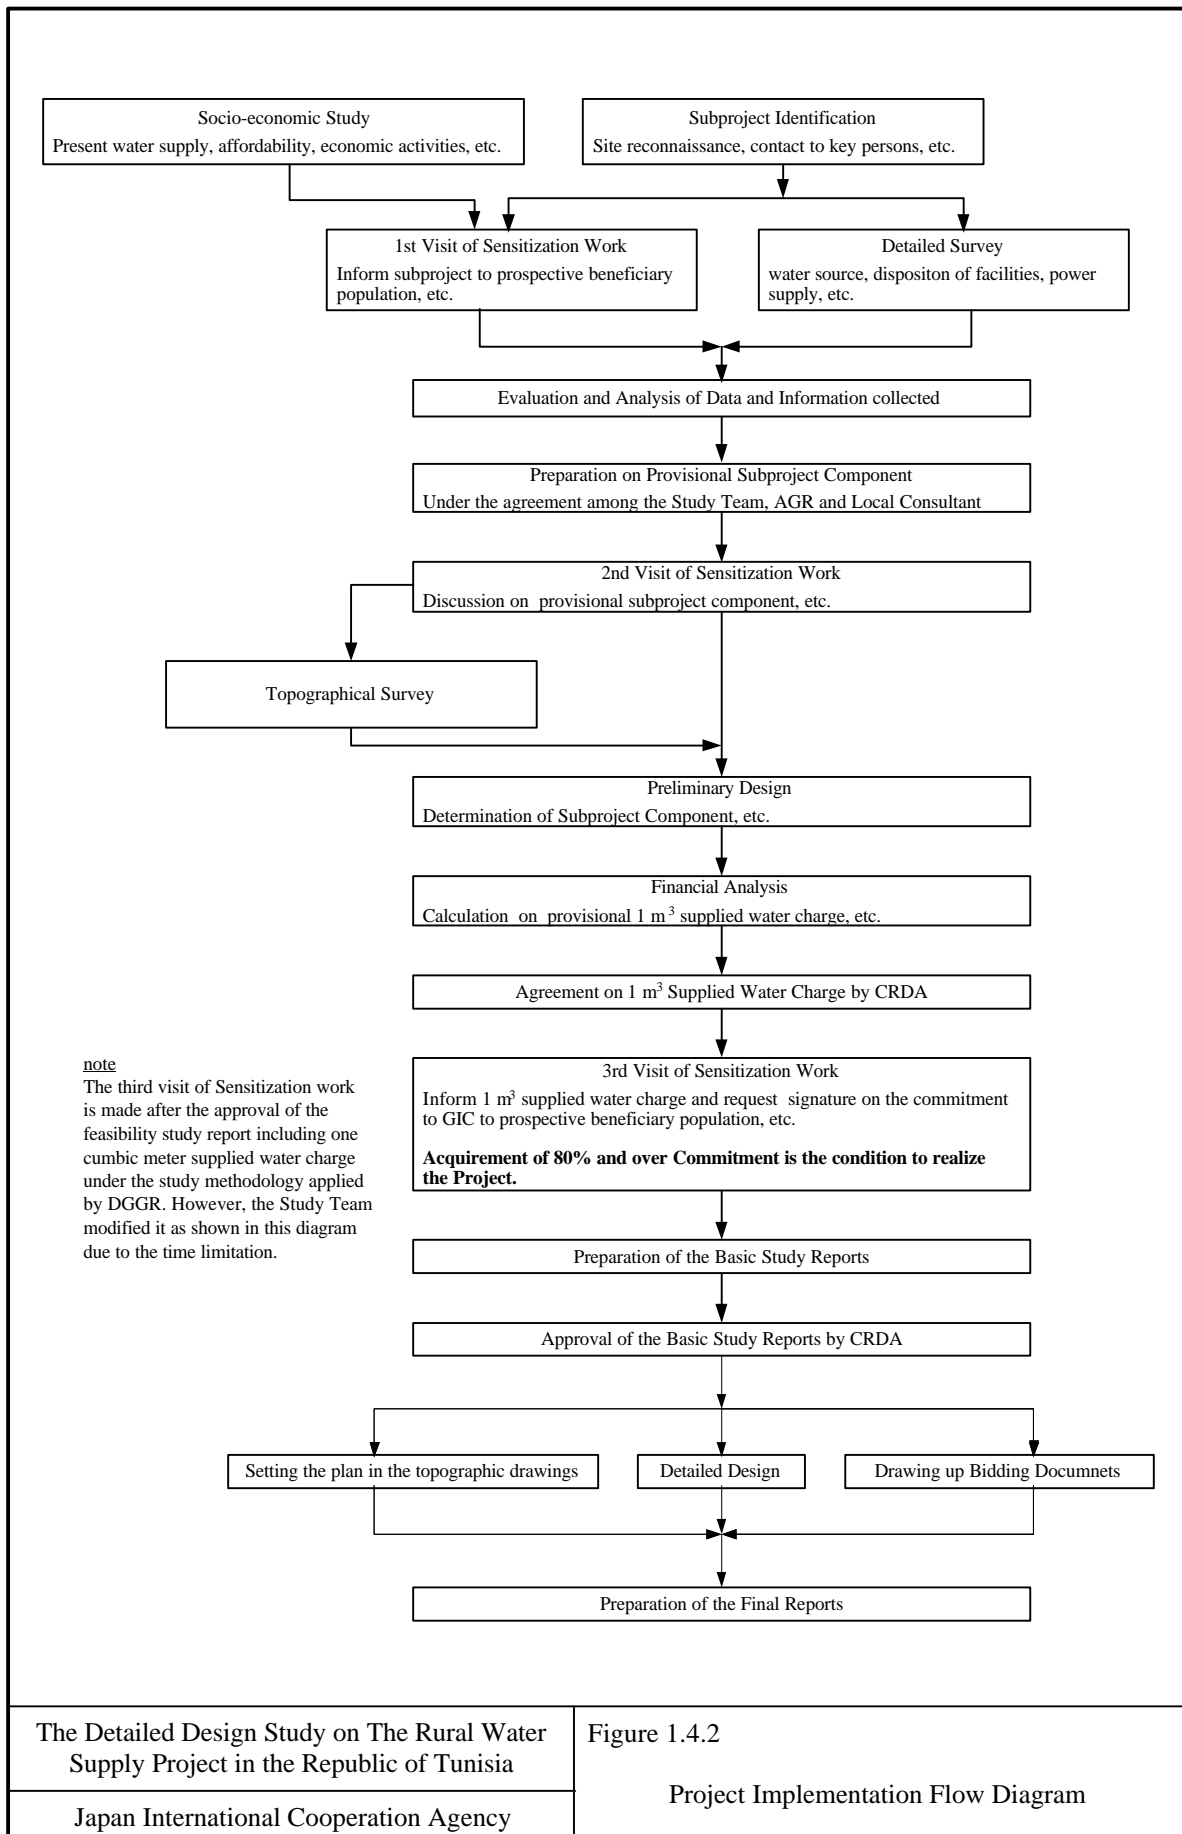 Socio-economic Study
Present water supply, affordability, economic activities, etc.
Subproject Identification
Site reconnaissance, contact to key persons, etc.
1st Visit of Sensitization Work
Inform subproject to prospective beneficiary
population, etc.
Detailed Survey
water source, dispositon of facilities, power
supply, etc.
Evaluation and Analysis of Data and Information collected
Preparation on Provisional Subproject Component
Under the agreement among the Study Team, AGR and Local Consultant
2nd Visit of Sensitization Work
Discussion on provisional subproject component, etc.
Topographical Survey
Preliminary Design
Determination of Subproject Component, etc.
Financial Analysis
Calculation on provisional 1 m³ supplied water charge, etc.
Agreement on 1 m³ Supplied Water Charge by CRDA
3rd Visit of Sensitization Work
Inform 1 m³ supplied water charge and request signature on the commitment
to GIC to prospective beneficiary population, etc.
Acquirement of 80% and over Commitment is the condition to realize
the Project.
note
The third visit of Sensitization work
is made after the approval of the
feasibility study report including one
cumbic meter supplied water charge
under the study methodology applied
by DGGR. However, the Study Team
modified it as shown in this diagram
due to the time limitation.
Preparation of the Basic Study Reports
Approval of the Basic Study Reports by CRDA
Setting the plan in the topographic drawings
Detailed Design
Drawing up Bidding Documnets
Preparation of the Final Reports
The Detailed Design Study on The Rural Water
Supply Project in the Republic of Tunisia
Japan International Cooperation Agency
Figure 1.4.2
Project Implementation Flow Diagram